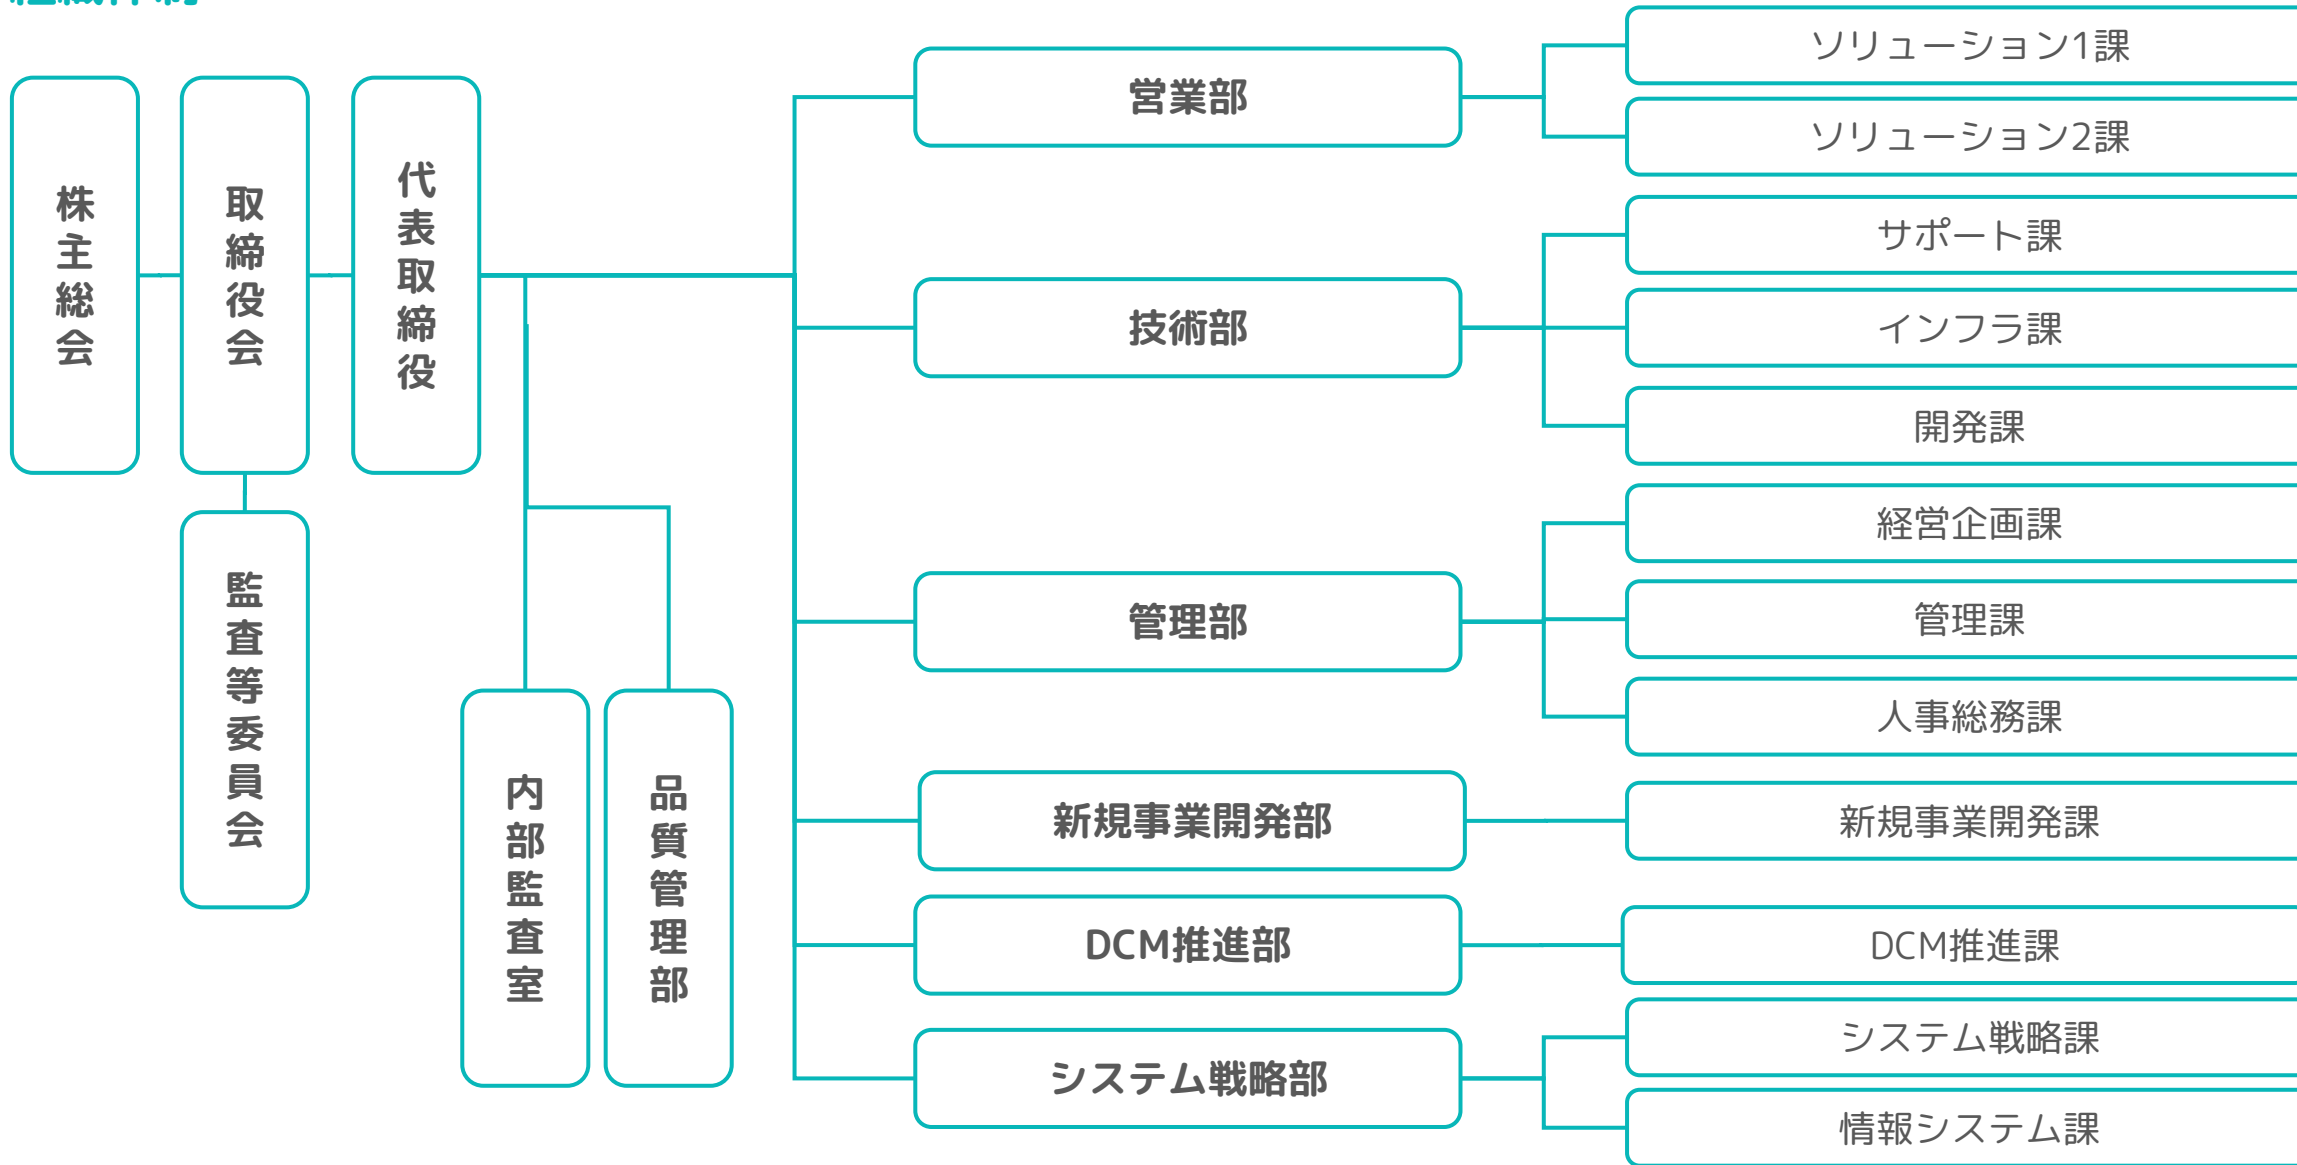 株主総会
取締役会
代表取締役
監査等委員会
内部監査室
品質管理部
営業部
ソリューション1課
ソリューション2課
技術部
サポート課
インフラ課
開発課
管理部
経営企画課
管理課
人事総務課
新規事業開発部
新規事業開発課
DCM推進部
DCM推進課
システム戦略部
システム戦略課
情報システム課